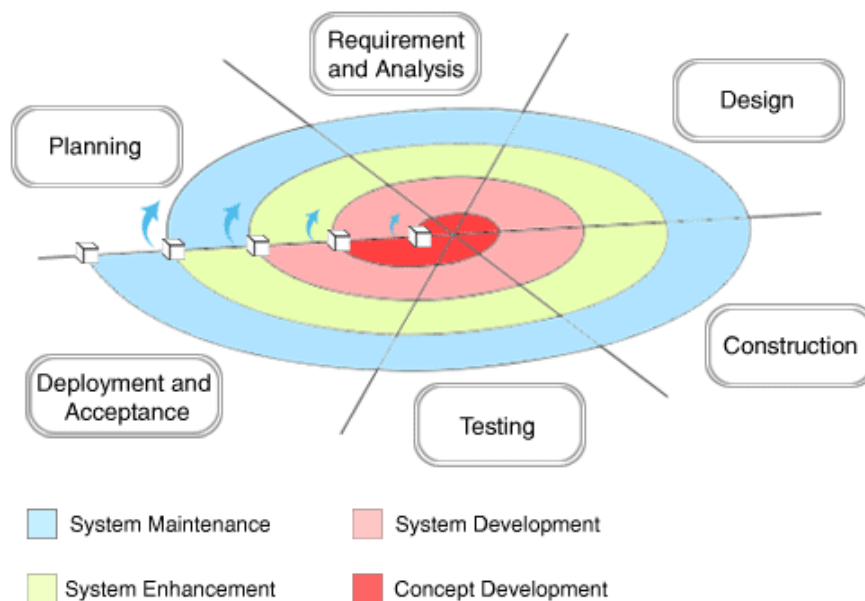 Requirement
and Analysis
Design
Planning
Construction
Deployment and
Acceptance
Testing
System Maintenance
System Development
System Enhancement
Concept Development